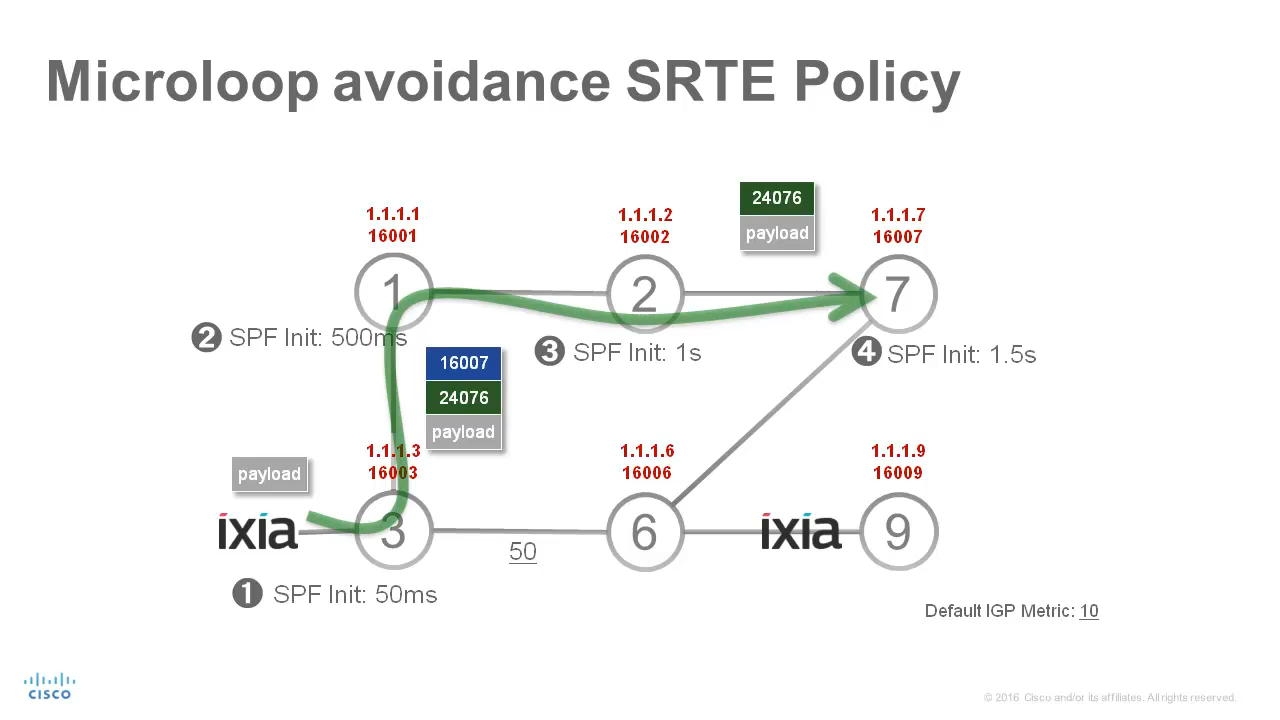 Microloop avoidance SRTE Policy
24076
payload
1.1.1.1
16001
1.1.1.2
16002
1.1.1.7
16007
1
2
7
❷ SPF Init: 500ms
❸ SPF Init: 1s
❹ SPF Init: 1.5s
16007
24076
payload
1.1.1.3
16003
1.1.1.6
16006
1.1.1.9
16009
payload
ixia
3
6
ixia
9
50
❶ SPF Init: 50ms
Default IGP Metric: 10
CISCO
© 2016 Cisco and/or its affiliates. All rights reserved.